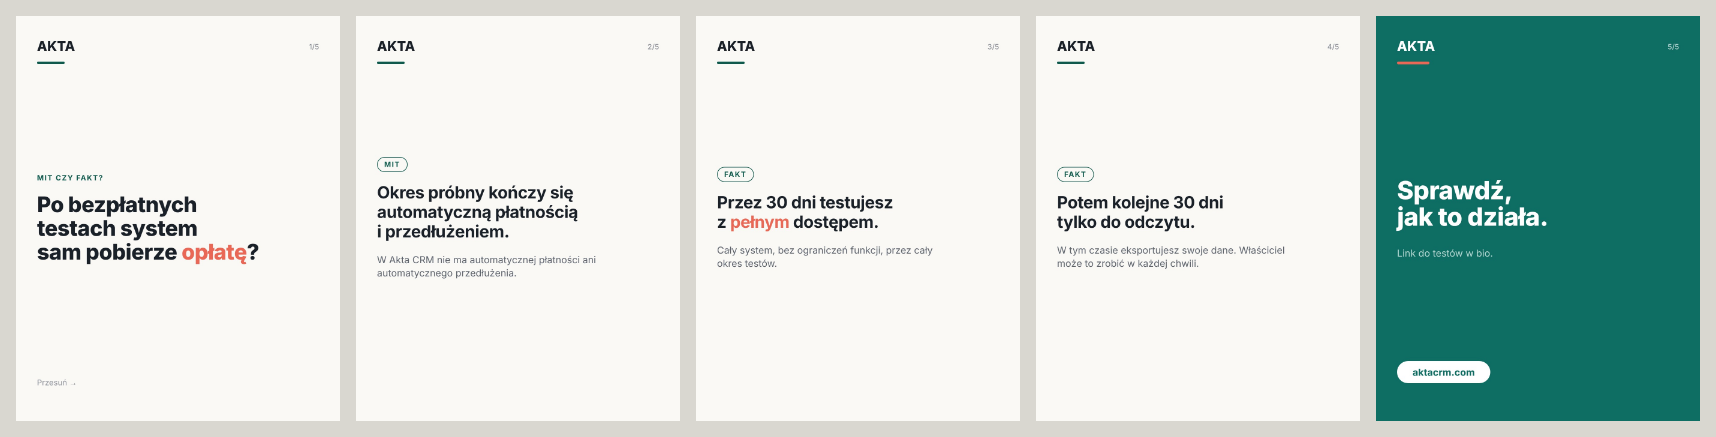 AKTA
1/5
MIT CZY FAKT?
Po bezpłatnych
testach system
sam pobierze opłatę?
Przesuń →
AKTA
2/5
MIT
Okres próbny kończy się
automatyczną płatnością
i przedłużeniem.
W Akta CRM nie ma automatycznej płatności ani
automatycznego przedłużenia.
AKTA
3/5
FAKT
Przez 30 dni testujesz
z pełnym dostępem.
Cały system, bez ograniczeń funkcji, przez cały
okres testów.
AKTA
4/5
FAKT
Potem kolejne 30 dni
tylko do odczytu.
W tym czasie eksportujesz swoje dane. Właściciel
może to zrobić w każdej chwili.
AKTA
5/5
Sprawdź,
jak to działa.
Link do testów w bio.
aktacrm.com